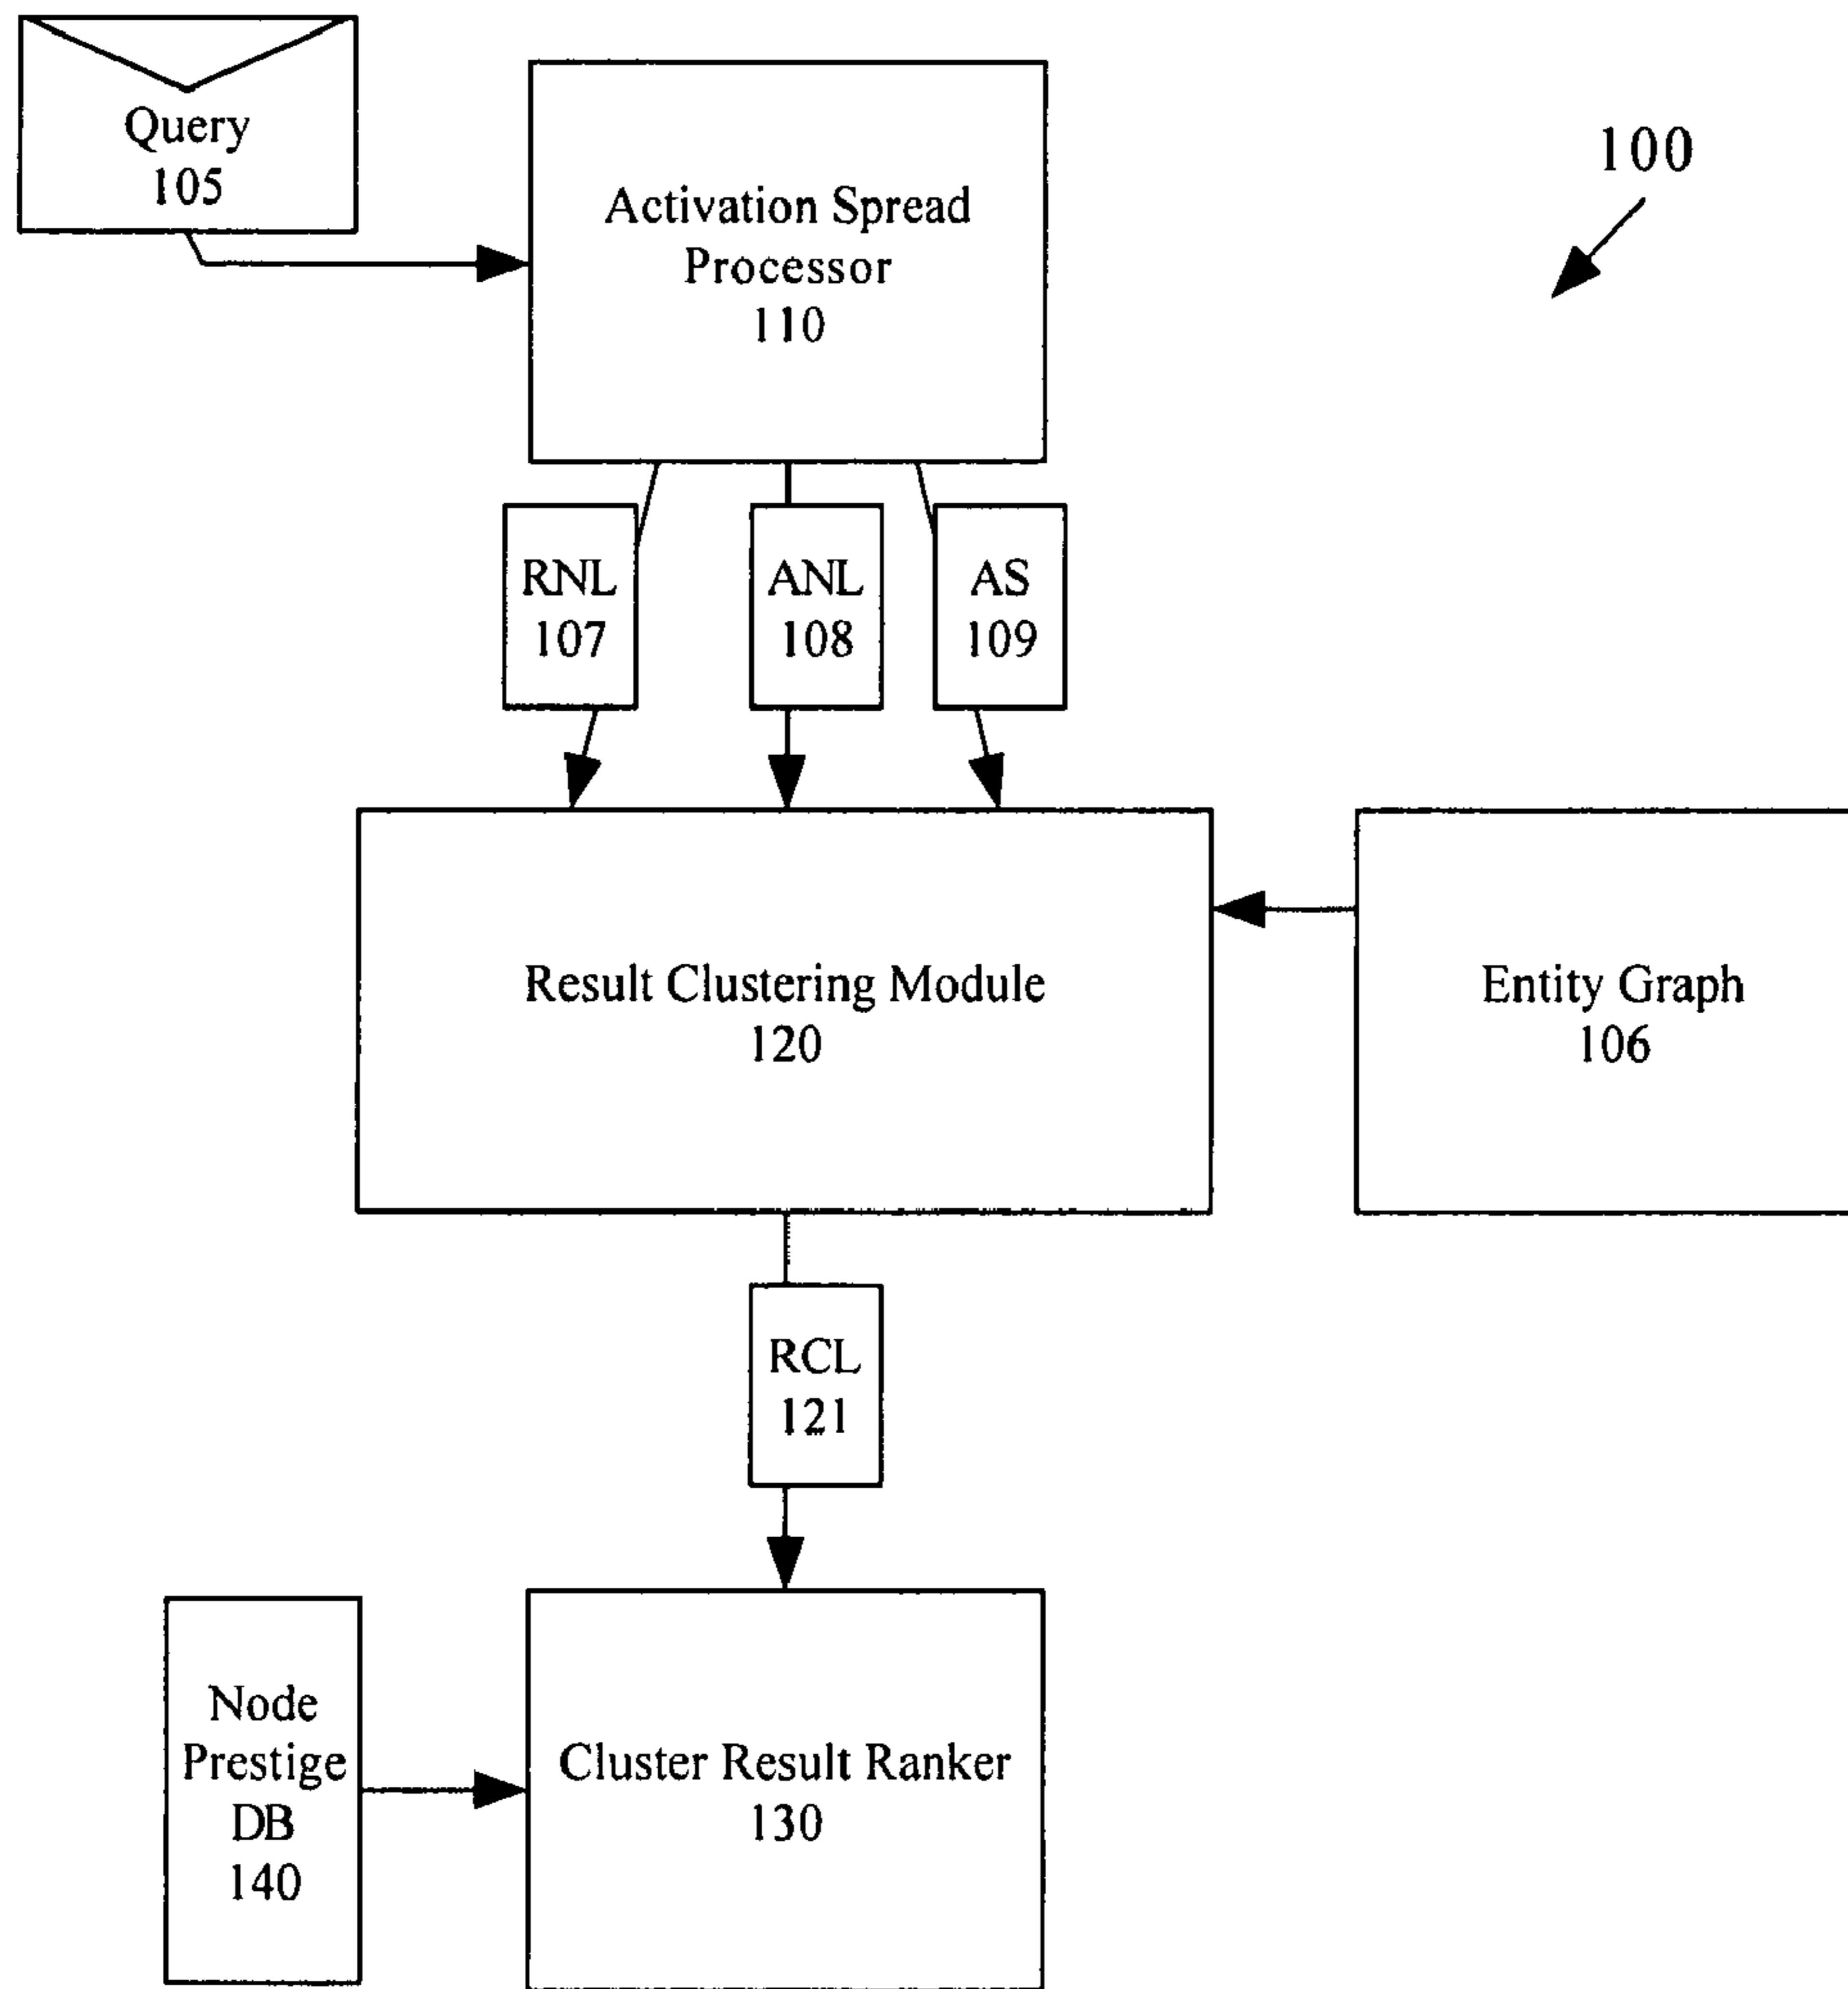 Query
105
Activation Spread
Processor
110
100
RNL
107
ANL
108
AS
109
Result Clustering Module
120
Entity Graph
106
RCL
121
Node
Prestige
DB
140
Cluster Result Ranker
130